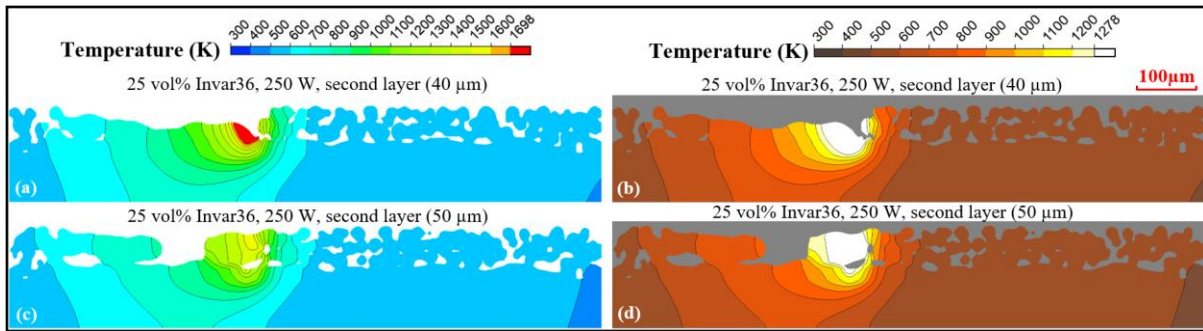 300 400 500 600 700 800 900 1000 1100 1200 1300 1400 1500 1600 1698
Temperature (K)
25 vol% Invar36, 250 W, second layer (40 µm)
(a)
300 400 500 600 700 800 900 1000 1100 1200 1278
Temperature (K)
100µm
25 vol% Invar36, 250 W, second layer (40 µm)
(b)
25 vol% Invar36, 250 W, second layer (50 µm)
(c)
25 vol% Invar36, 250 W, second layer (50 µm)
(d)